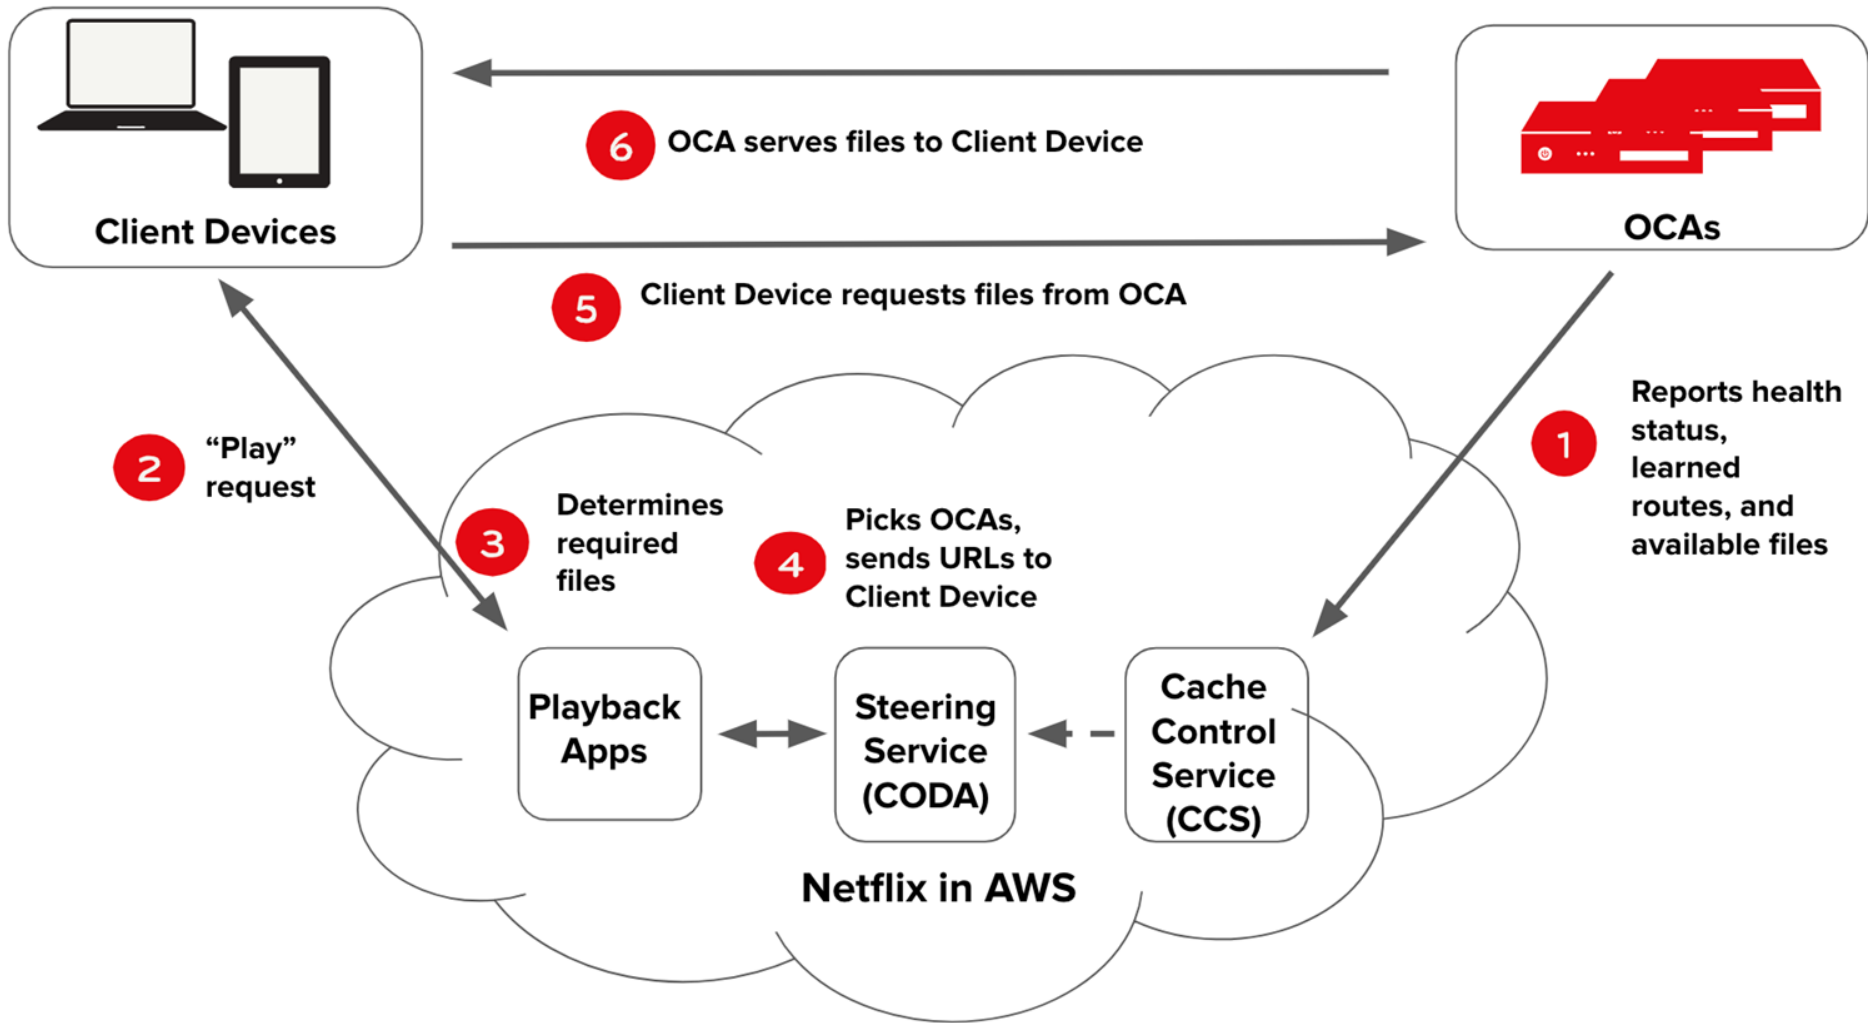 6
OCA serves files to Client Device
Client Devices
OCAs
5
Client Device requests files from OCA
2
“Play”
request
3
Determines
required
files
4
Picks OCAs,
sends URLs to
Client Device
1
Reports health
status,
learned
routes, and
available files
Playback
Apps
Steering
Service
(CODA)
Cache
Control
Service
(CCS)
Netflix in AWS